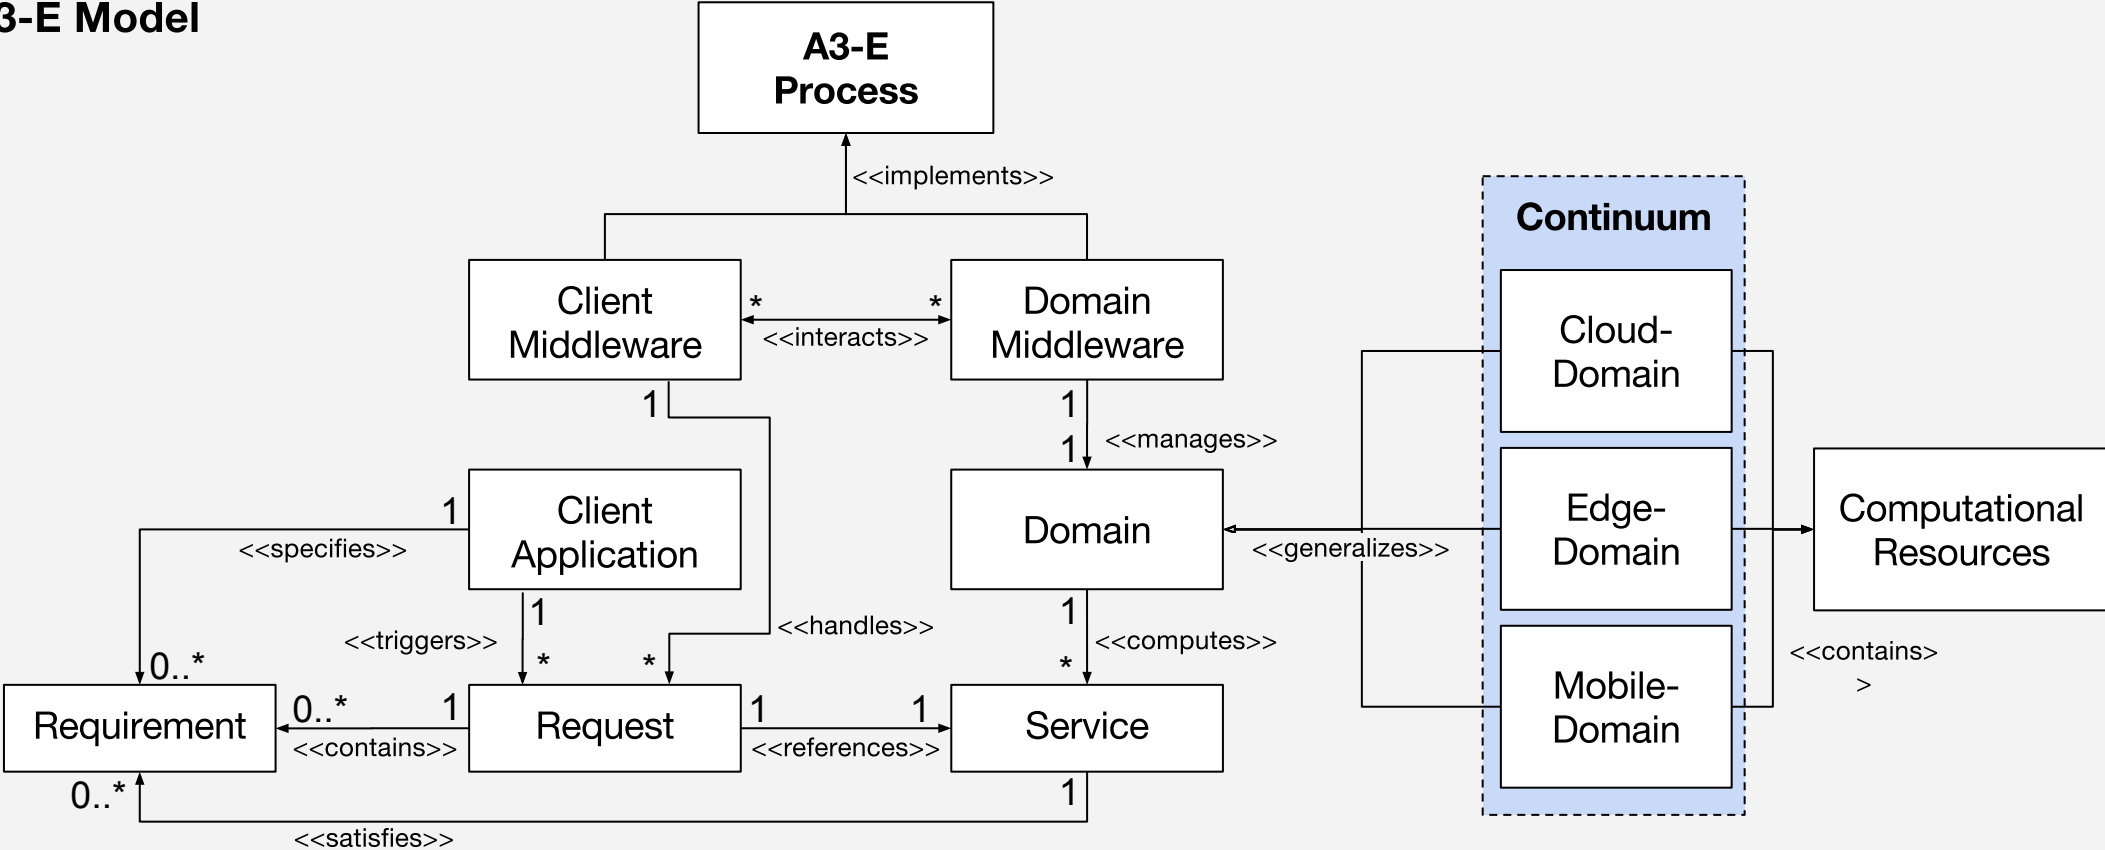 3-E Model
A3-E
Process
<<implements>>
Continuum
Client
Middleware
*
*
<<interacts>>
Domain
Middleware
Cloud-
Domain
1
1
1
<<manages>>
Client
Application
1
<<specifies>>
Domain
<<generalizes>>
Edge-
Domain
Computational
Resources
1
<<triggers>>
*
*
<<handles>>
1
<<computes>>
*
<<contains>
>
0..*
Mobile-
Domain
Requirement
0..*
1
<<contains>>
Request
1
1
<<references>>
Service
0..*
1
<<satisfies>>